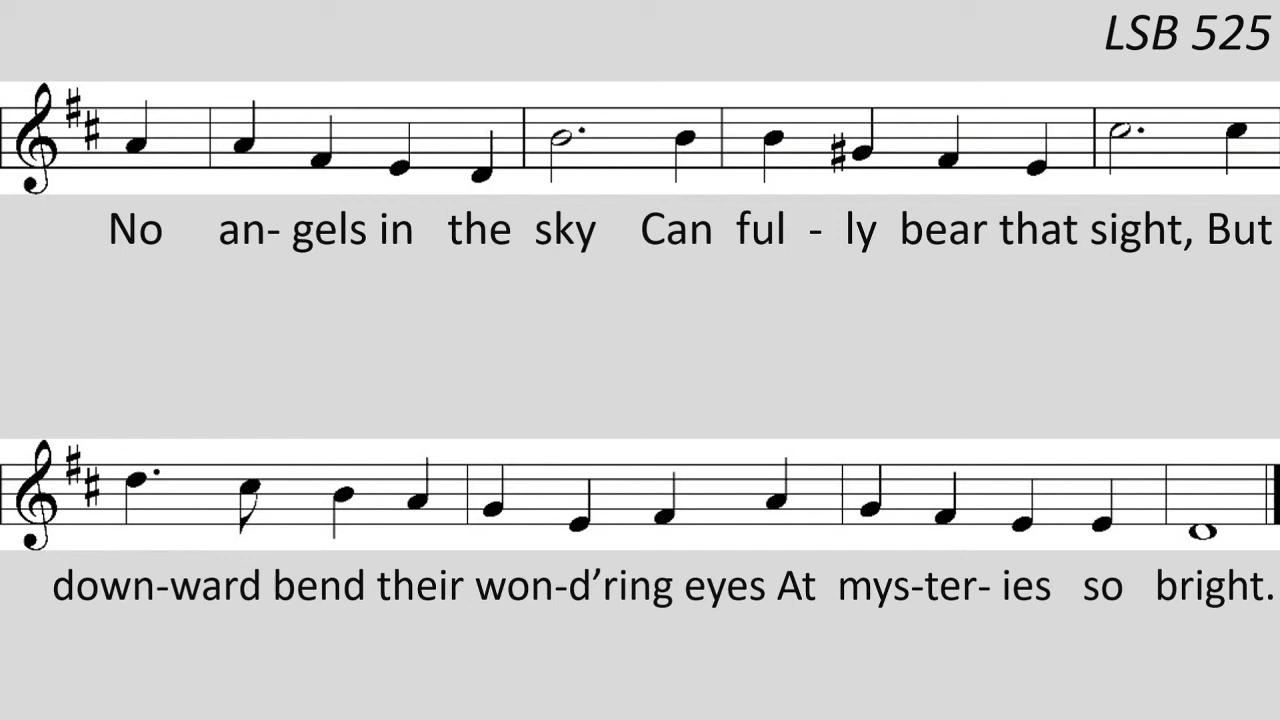 LSB 525
No an- gels in the sky Can ful - ly bear that sight, But
down-ward bend their won-d’ring eyes At mys-ter- ies so bright.